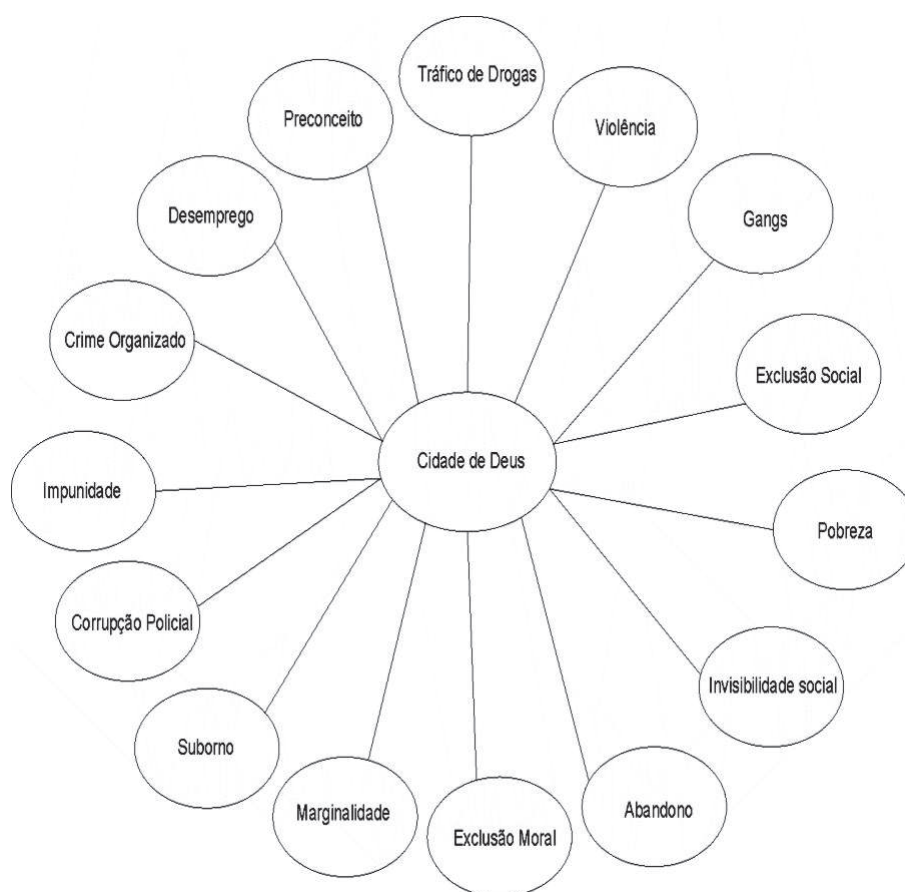 Tráfico de Drogas
Violência
Gangs
Exclusão Social
Pobreza
Invisibilidade social
Abandono
Exclusão Moral
Marginalidade
Suborno
Corrupção Policial
Impunidade
Crime Organizado
Desemprego
Preconceito
Cidade de Deus